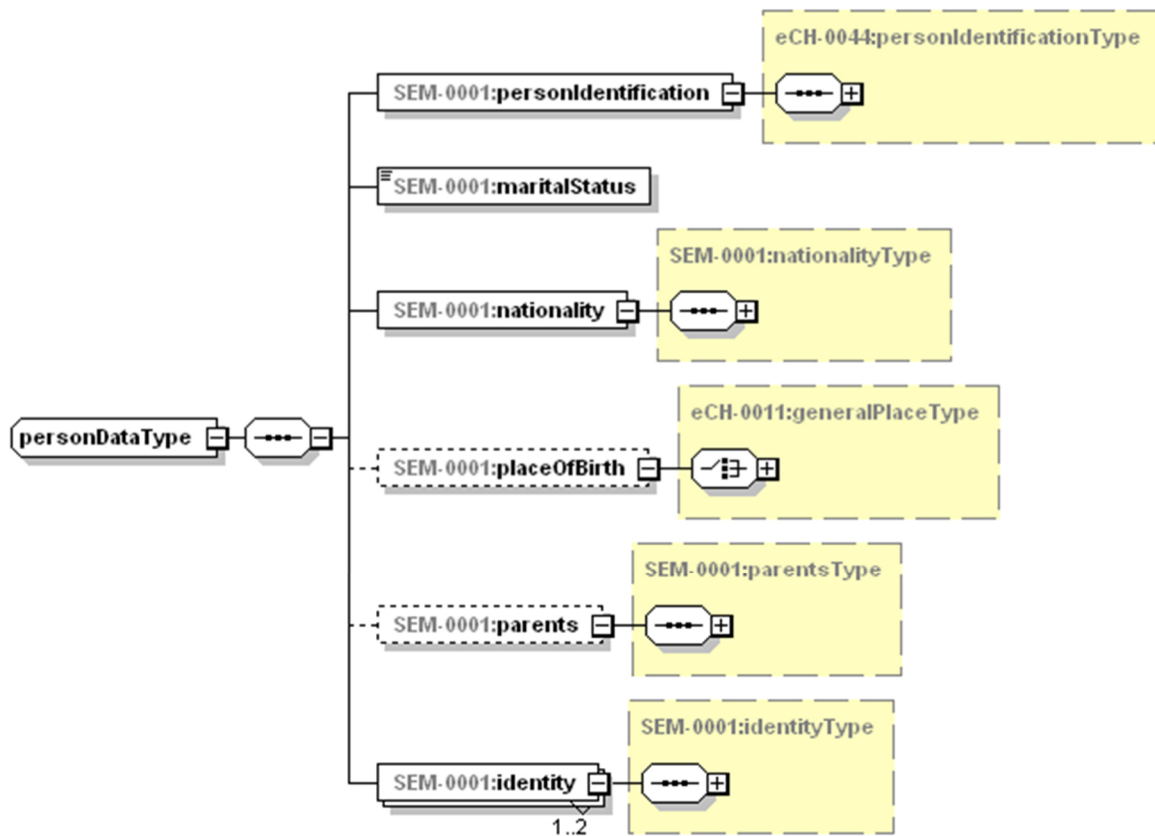 eCH-0044:personIdentificationType
SEM-0001:personIdentification
SEM-0001:maritalStatus
SEM-0001:nationalityType
SEM-0001:nationality
eCH-0011:generalPlaceType
personDataType
SEM-0001:placeOfBirth
SEM-0001:parentsType
SEM-0001:parents
SEM-0001:identityType
SEM-0001:identity
1..2